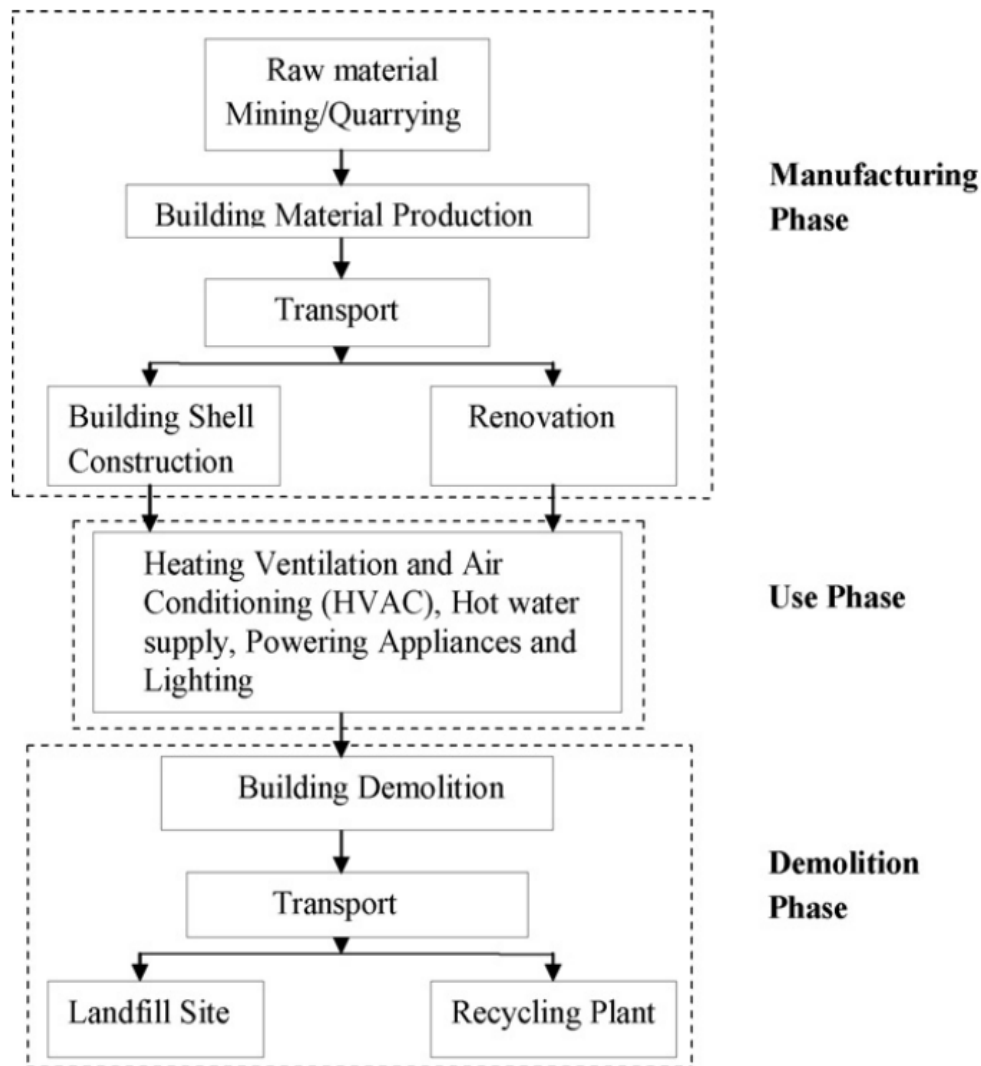 Raw material
Mining/Quarrying
Manufacturing
Phase
Building Material Production
Transport
Building Shell
Construction
Renovation
Heating Ventilation and Air
Conditioning (HVAC), Hot water
supply, Powering Appliances and
Lighting
Use Phase
Building Demolition
Demolition
Phase
Transport
Landfill Site
Recycling Plant